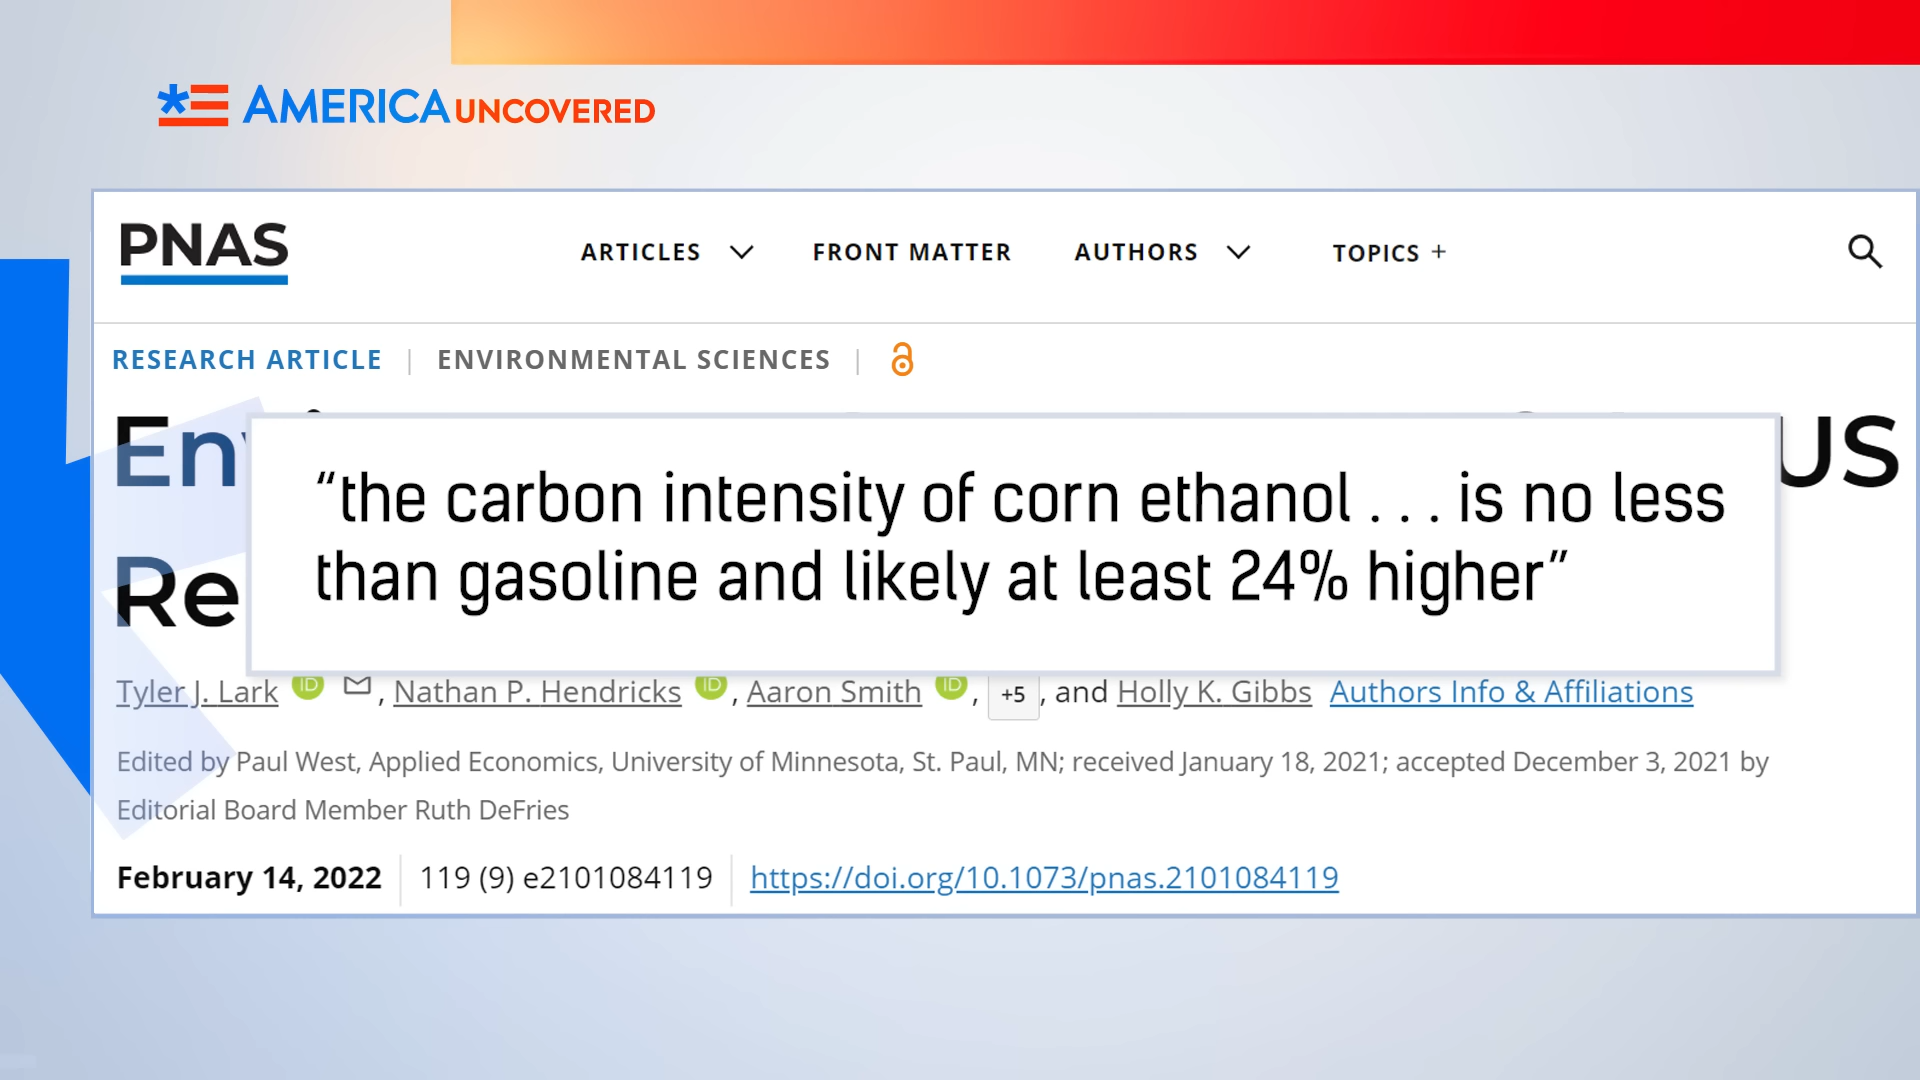 AMERICA UNCOVERED
PNAS
ARTICLES FRONT MATTER AUTHORS TOPICS +
RESEARCH ARTICLE | ENVIRONMENTAL SCIENCES |
US
“the carbon intensity of corn ethanol . . . is no less
than gasoline and likely at least 24% higher”
Tyler J. Lark iD , Nathan P. Hendricks iD , Aaron Smith iD , +5 , and Holly K. Gibbs Authors Info & Affiliations
Edited by Paul West, Applied Economics, University of Minnesota, St. Paul, MN; received January 18, 2021; accepted December 3, 2021 by
Editorial Board Member Ruth DeFries
February 14, 2022 119 (9) e2101084119 https://doi.org/10.1073/pnas.2101084119